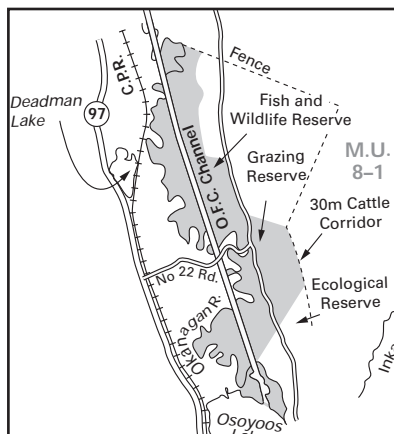 Fence
C.P.R.
Deadman
Lake
97
Fish and
Wildlife Reserve
O.F.C. Channel
Grazing
Reserve
M.U.
8–1
30m Cattle
Corridor
No 22 Rd.
Ecological
Reserve
Okanagan R.
Osoyoos